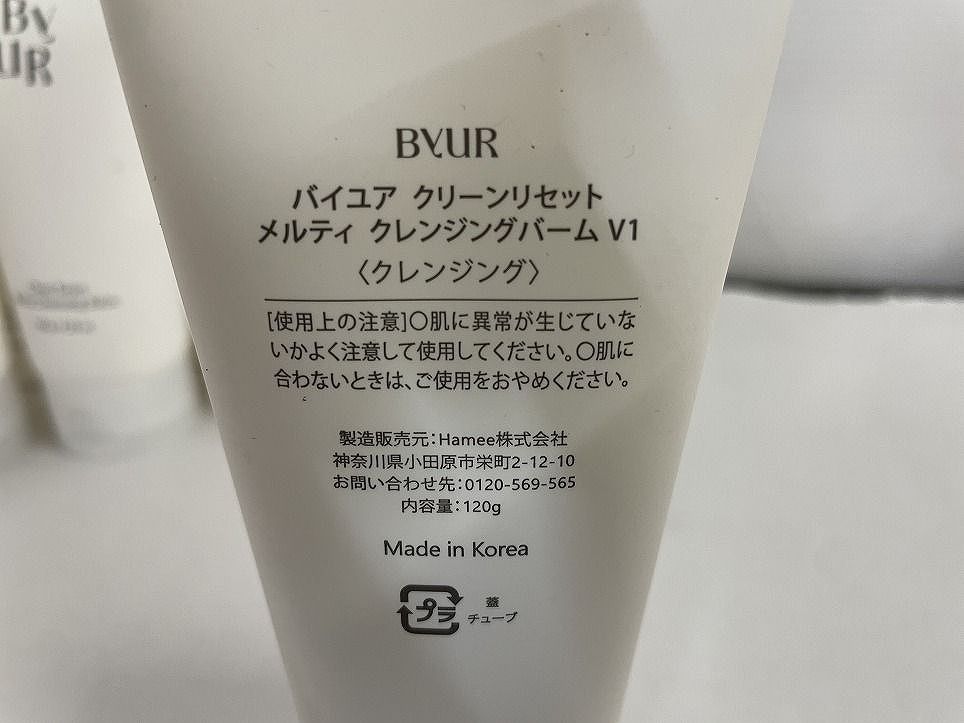 BYUR
BYUR
バイユア クリーンリセット
メルティ クレンジングバーム V1
〈クレンジング〉
[使用上の注意]〇肌に異常が生じていな
いかよく注意して使用してください。〇肌に
合わないときは、ご使用をおやめください。
製造販売元:Hamee株式会社
神奈川県小田原市栄町2-12-10
お問い合わせ先:0120-569-565
内容量:120g
Made in Korea
プラ
蓋
チューブ